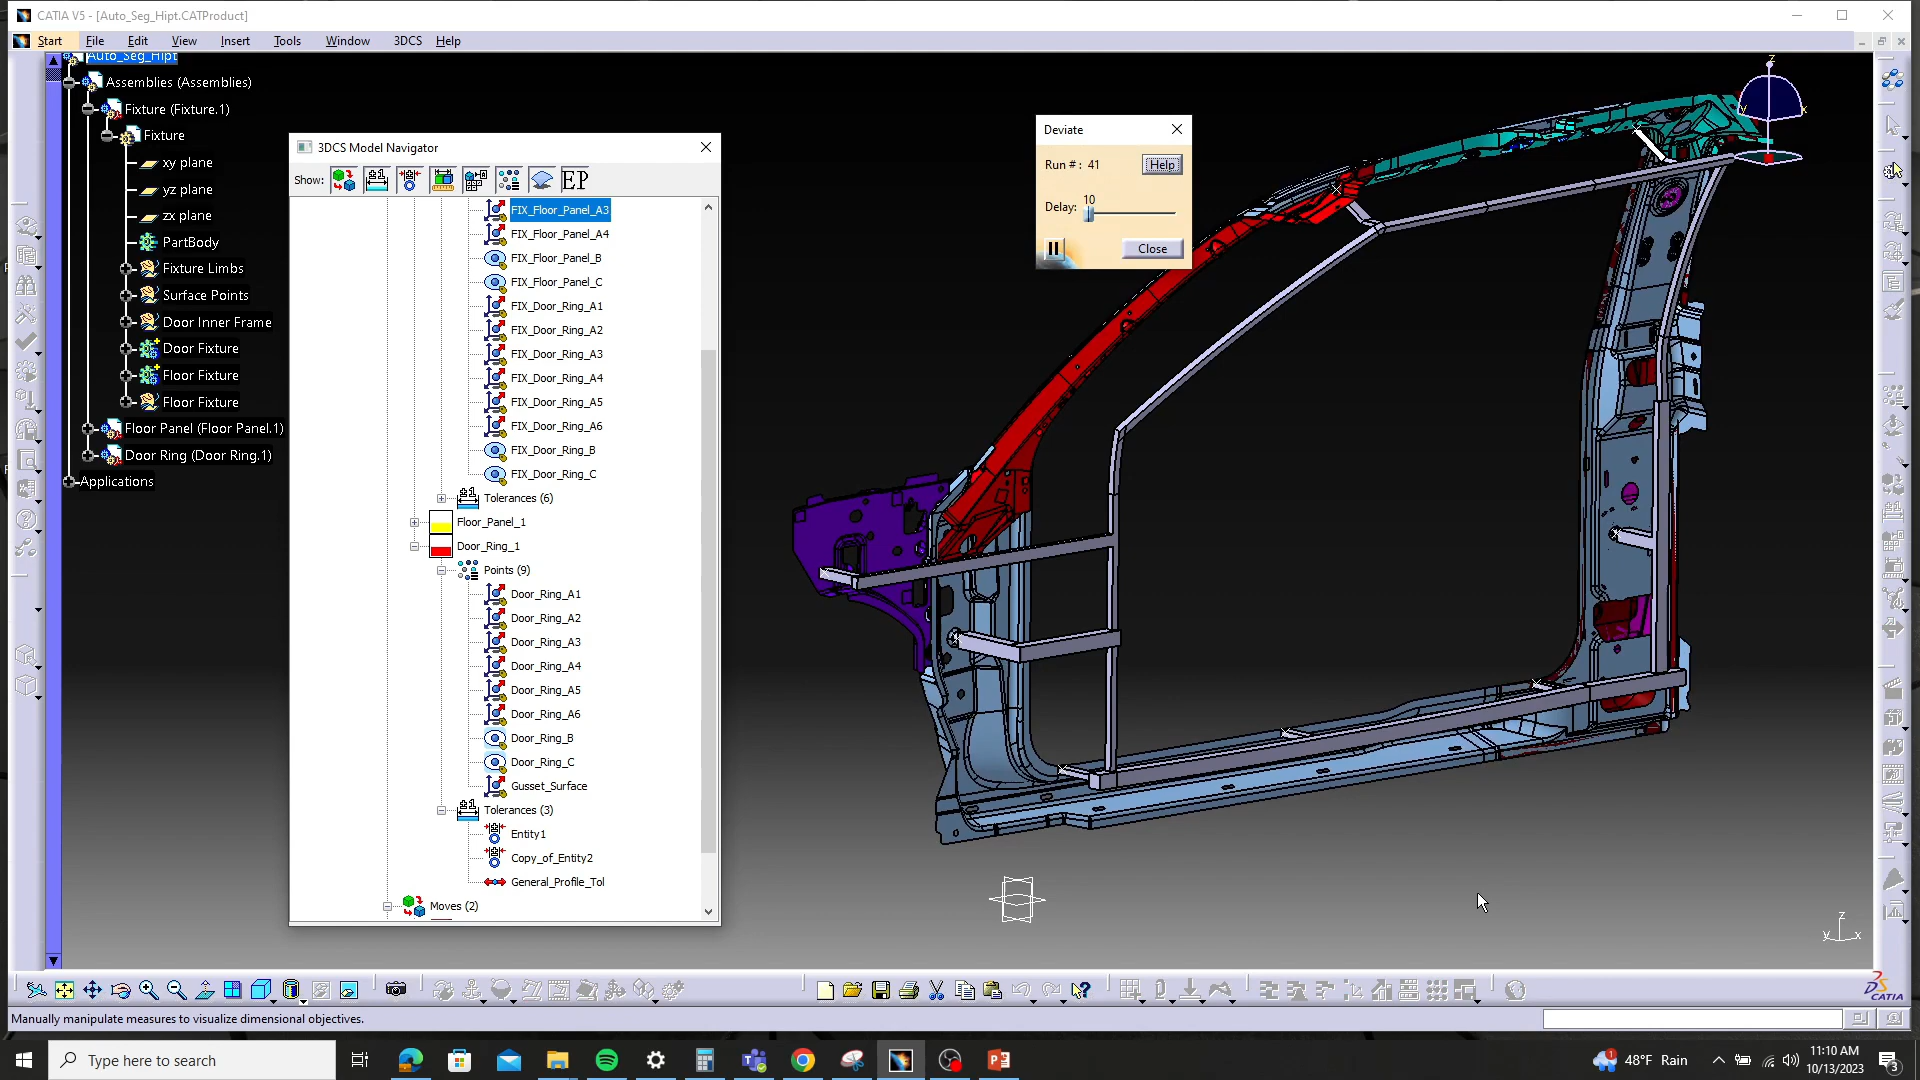 CATIA V5 - [Auto_Seg_Hipt.CATProduct]
Start File Edit View Insert Tools Window 3DCS Help
Auto_Seg_Hipt
Assemblies (Assemblies)
Fixture (Fixture.1)
Fixture
xy plane
yz plane
zx plane
PartBody
Fixture Limbs
Surface Points
Door Inner Frame
Door Fixture
Floor Fixture
Floor Fixture
Floor Panel (Floor Panel.1)
Door Ring (Door Ring.1)
Applications
3DCS Model Navigator
Show: EP
FIX_Floor_Panel_A3
FIX_Floor_Panel_A4
FIX_Floor_Panel_B
FIX_Floor_Panel_C
FIX_Door_Ring_A1
FIX_Door_Ring_A2
FIX_Door_Ring_A3
FIX_Door_Ring_A4
FIX_Door_Ring_A5
FIX_Door_Ring_A6
FIX_Door_Ring_B
FIX_Door_Ring_C
Tolerances (6)
Floor_Panel_1
Door_Ring_1
Points (9)
Door_Ring_A1
Door_Ring_A2
Door_Ring_A3
Door_Ring_A4
Door_Ring_A5
Door_Ring_A6
Door_Ring_B
Door_Ring_C
Gusset_Surface
Tolerances (3)
Entity1
Copy_of_Entity2
General_Profile_Tol
Moves (2)
Deviate
Run # : 41 Help
10
Delay:
Close
z
y x
z
y x
CATIA
Manually manipulate measures to visualize dimensional objectives.
Type here to search
48°F Rain
11:10 AM
10/13/2023
3